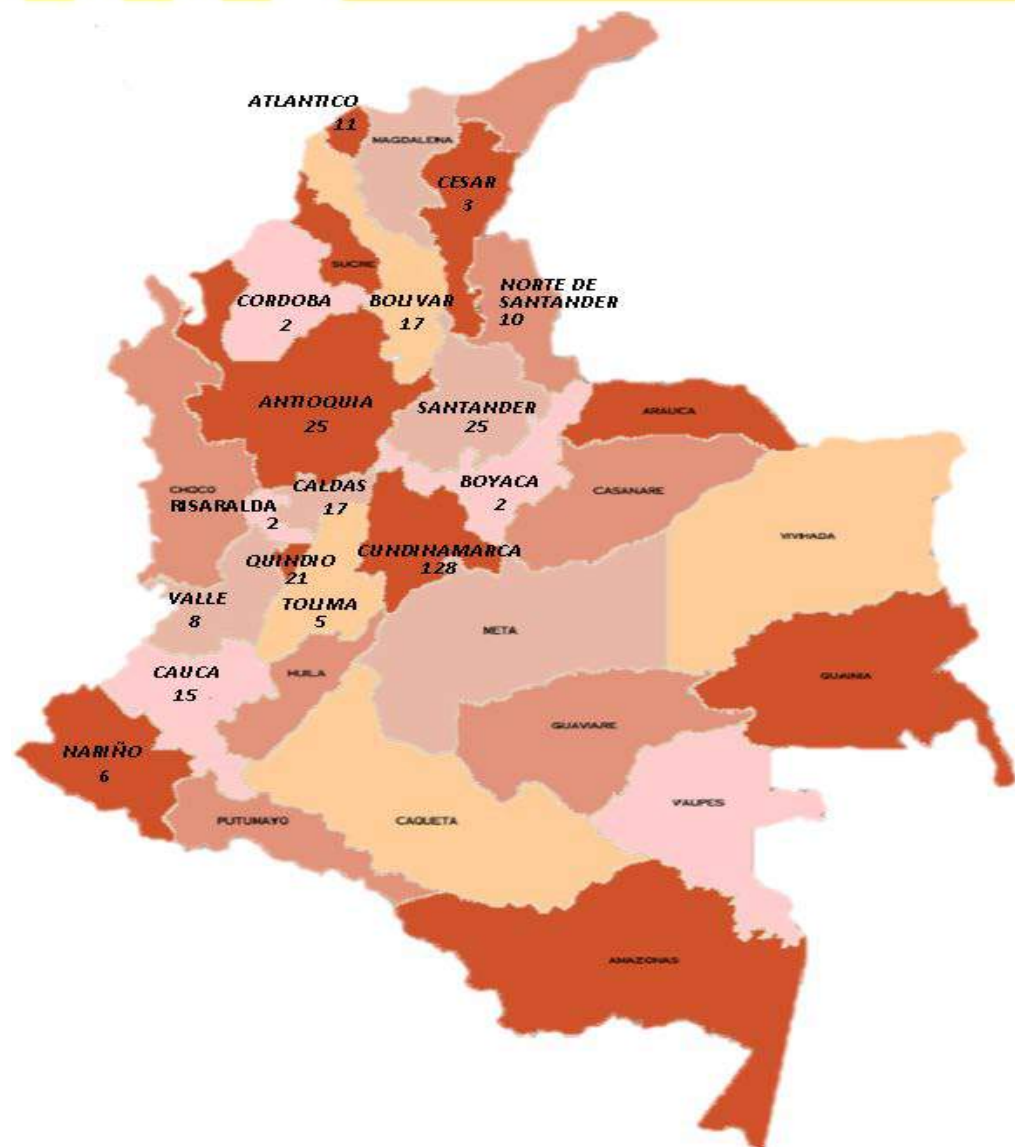 ATLANTICO
11
MAGDALENA
CESAR
3
SUCRE
NORTE DE
SANTANDER
10
CORDOBA
2
BOLIVAR
17
ANTIOQUIA
25
SANTANDER
25
ARAUCA
CHOCO
RISARALDA
2
CALDAS
17
BOYACA
2
CASANARE
VIVIHADA
QUINDIO
21
CUNDINAMARCA
128
VALLE
8
TOLIMA
5
META
CAUCA
15
HUILA
GUAINIA
GUAVIARE
NARIÑO
6
VAUPES
PUTUMAYO
CAQUETA
AMAZONAS